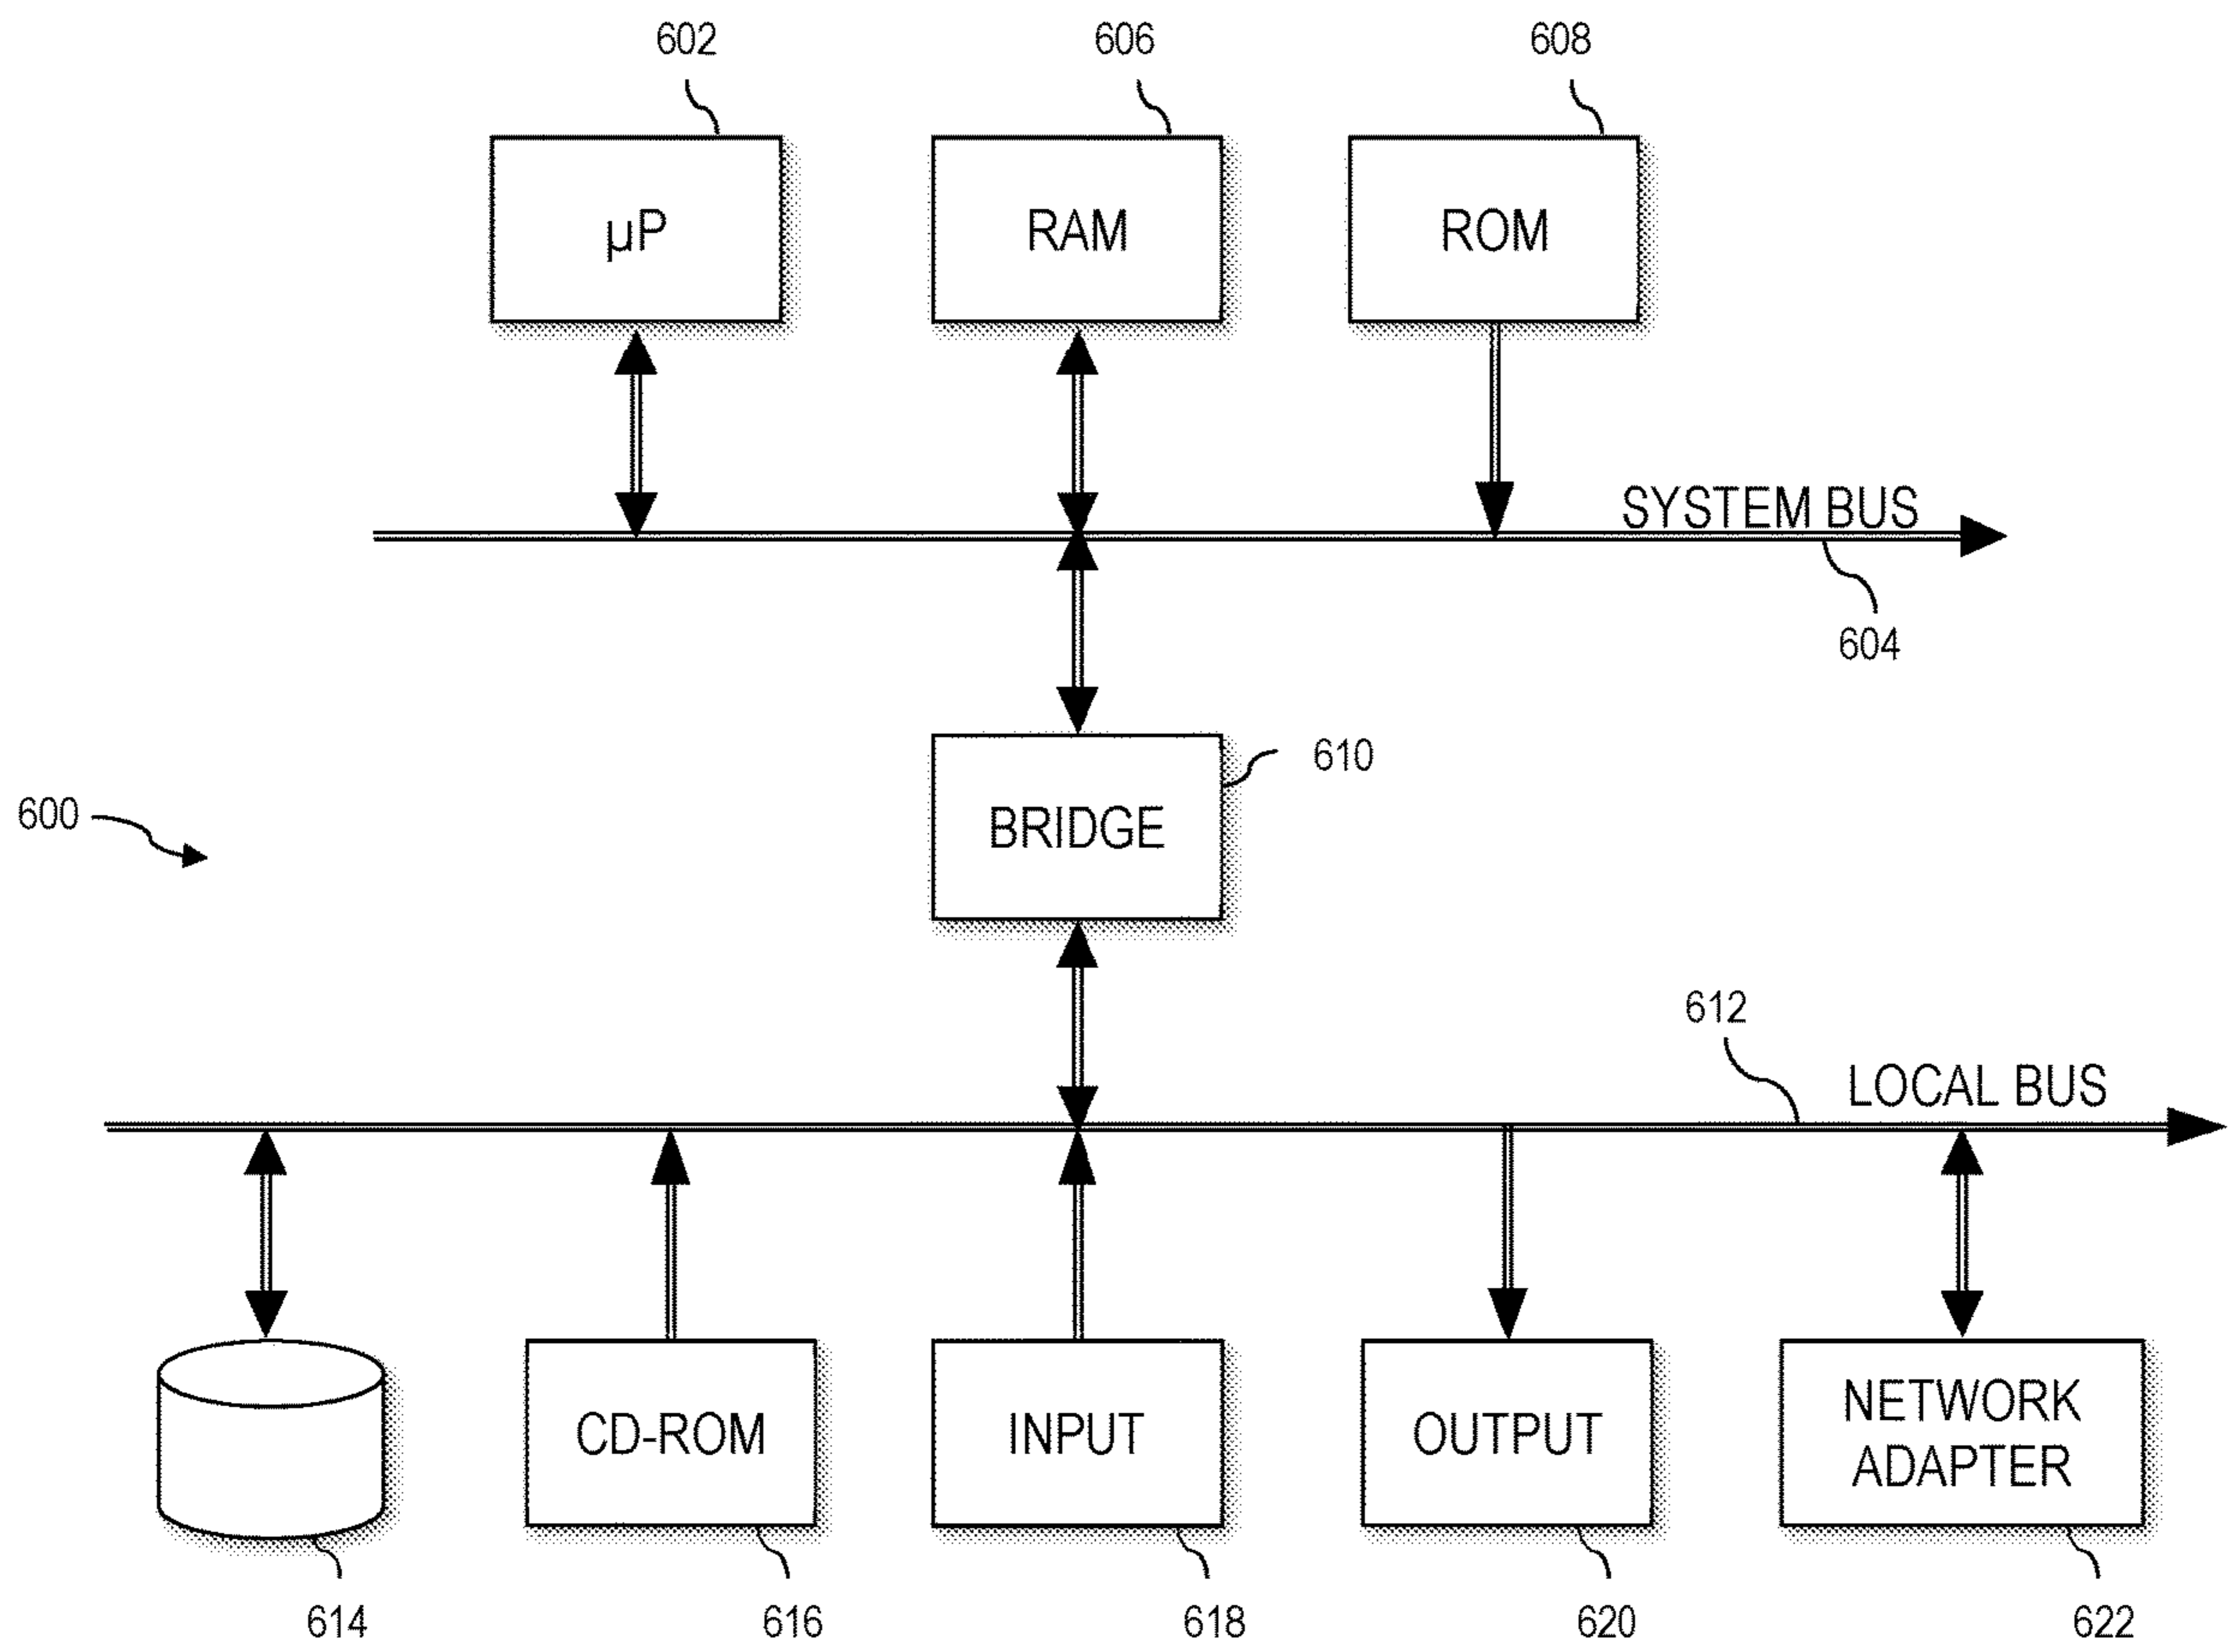 602
606
608
µP
RAM
ROM
SYSTEM BUS
604
610
600
BRIDGE
612
LOCAL BUS
CD-ROM
INPUT
OUTPUT
NETWORK
ADAPTER
614
616
618
620
622